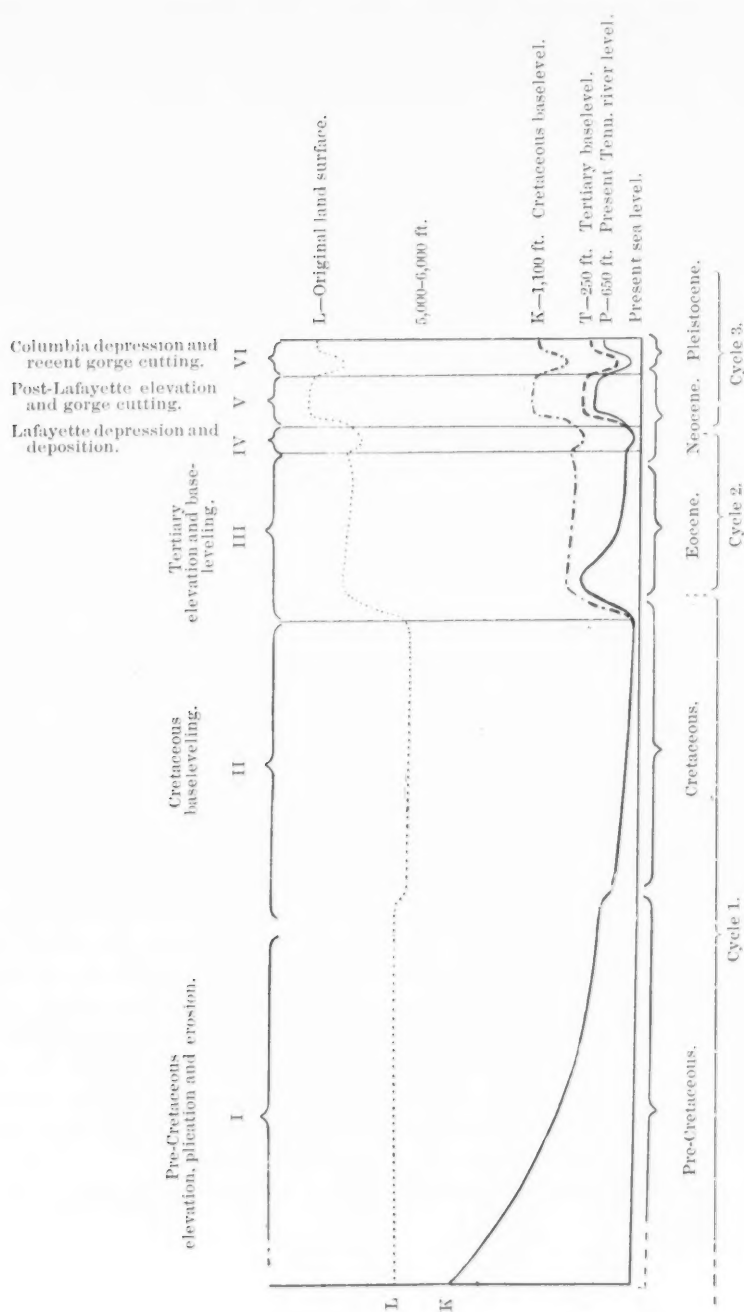 Pre-Cretaceous
elevation, plication and erosion.
I
Cretaceous
baseleveling.
II
Tertiary
elevation and base-
leveling.
III
Lafayette depression and
deposition.
IV
Post-Lafayette elevation
and gorge cutting.
V
Columbia depression and
recent gorge cutting.
VI
L
K
L—Original land surface.
5,000-6,000 ft.
K—1,100 ft. Cretaceous baselevel.
T—250 ft. Tertiary baselevel.
P—650 ft. Present Tenn. river level.
Present sea level.
Pre-Cretaceous.
Cretaceous.
Eocene.
Neocene.
Pleistocene.
Cycle 1.
Cycle 2.
Cycle 3.